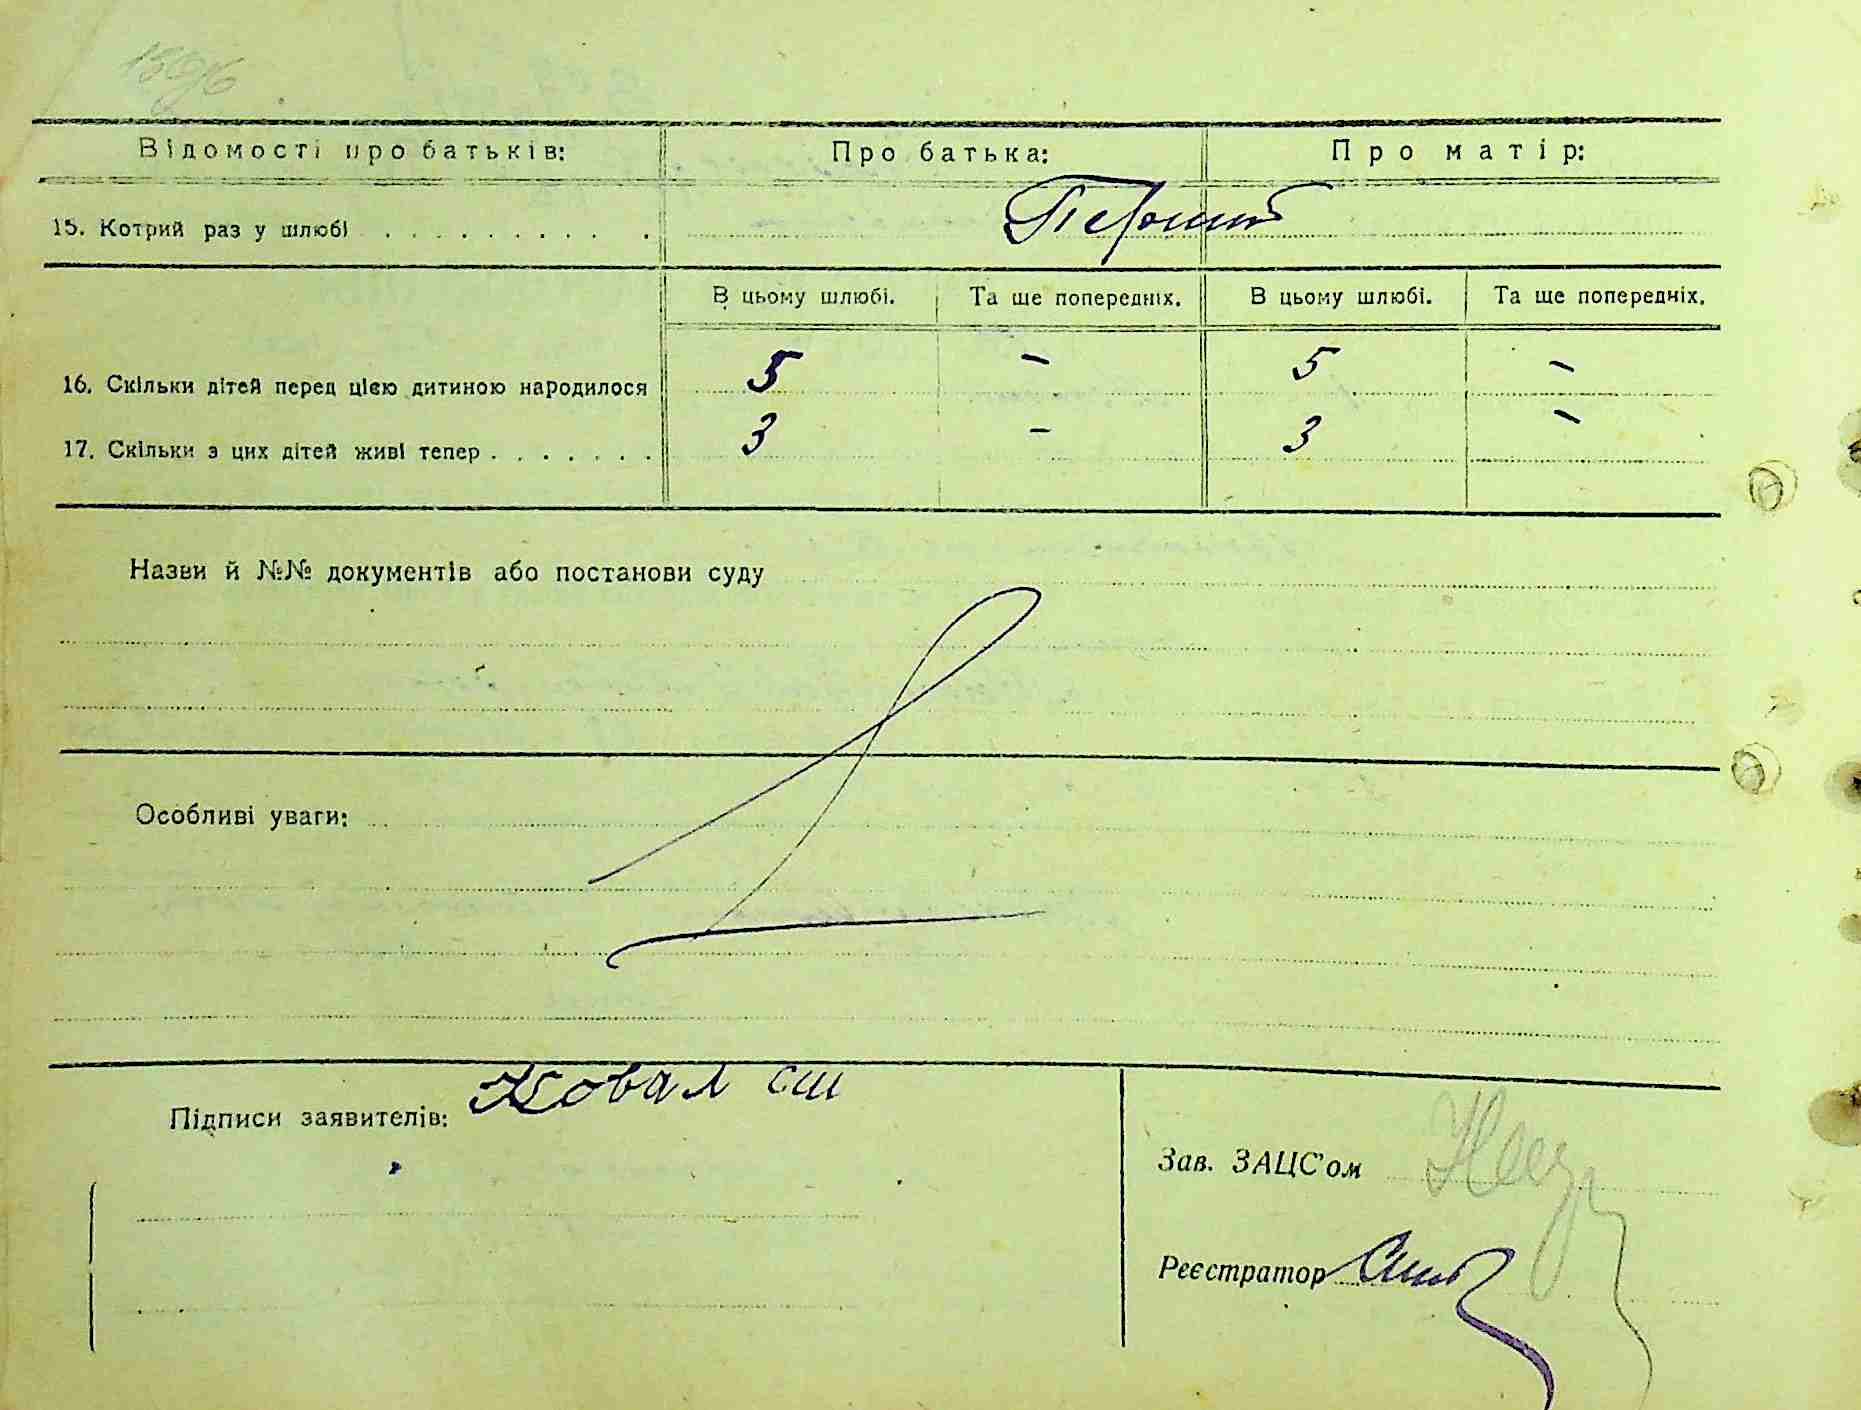 Відомості про батьків: Про батька: Про матір:
15. Котрий раз у шлюбі . . . . . . . . . . . Перший
В цьому шлюбі. Та ще попередніх. В цьому шлюбі. Та ще попередніх.
16. Скільки дітей перед цією дитиною народилося 5 – 5 –
17. Скільки з цих дітей живі тепер . . . . . . . 3 – 3 –
Назви й №№ документів або постанови суду
Особливі уваги:
Підписи заявителів: Ковал
Зав. ЗАЦС'ом
Реєстратор